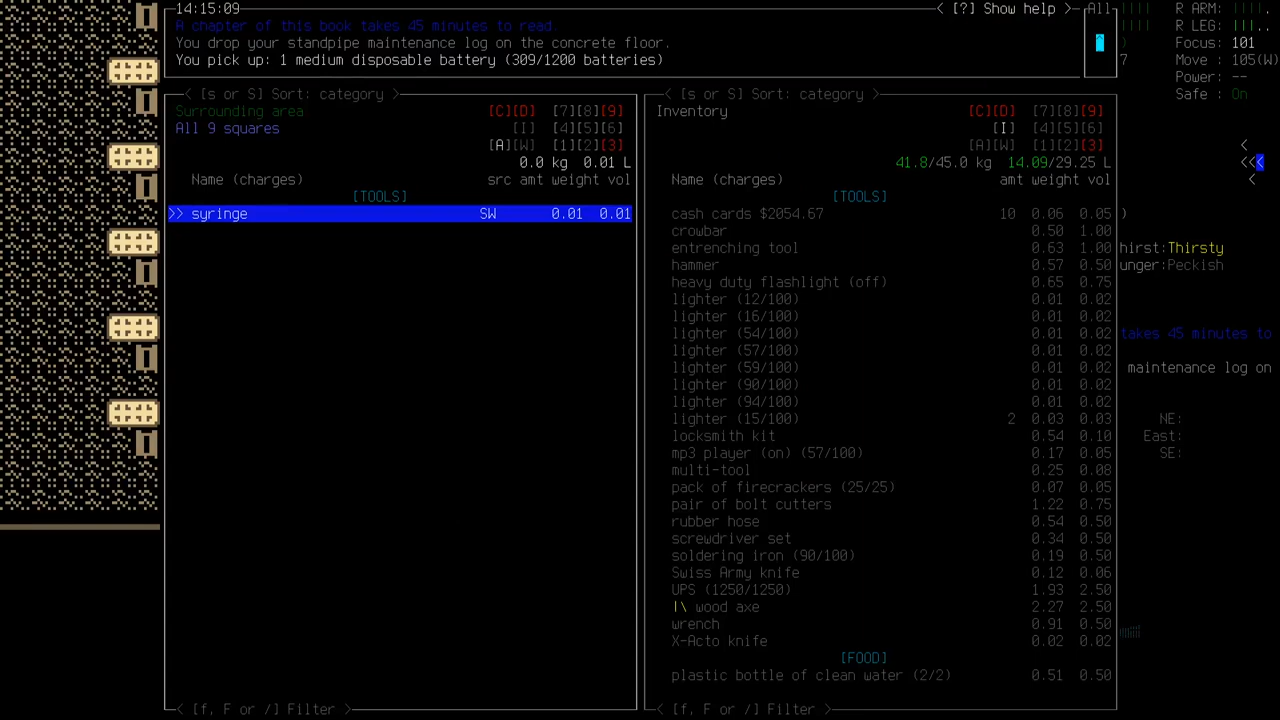 14:15:09 < [?] Show help > All
A chapter of this book takes 45 minutes to read.
You drop your standpipe maintenance log on the concrete floor.
You pick up: 1 medium disposable battery (309/1200 batteries)
< [s or S] Sort: category >
Surrounding area [C][D] [7][8][9]
All 9 squares [I] [4][5][6]
[A][W] [1][2][3]
0.0 kg 0.01 L
Name (charges) src amt weight vol
[TOOLS]
>> syringe SW 0.01 0.01
< [f, F or /] Filter >
< [s or S] Sort: category >
Inventory [C][D] [7][8][9]
[I] [4][5][6]
[A][W] [1][2][3]
41.8/45.0 kg 14.09/29.25 L
Name (charges) amt weight vol
[TOOLS]
cash cards $2054.67 10 0.06 0.05
crowbar 0.50 1.00
entrenching tool 0.63 1.00
hammer 0.57 0.50
heavy duty flashlight (off) 0.65 0.75
lighter (12/100) 0.01 0.02
lighter (16/100) 0.01 0.02
lighter (54/100) 0.01 0.02
lighter (57/100) 0.01 0.02
lighter (59/100) 0.01 0.02
lighter (90/100) 0.01 0.02
lighter (94/100) 0.01 0.02
lighter (15/100) 2 0.03 0.03
locksmith kit 0.54 0.10
mp3 player (on) (57/100) 0.17 0.05
multi-tool 0.25 0.08
pack of firecrackers (25/25) 0.07 0.05
pair of bolt cutters 1.22 0.75
rubber hose 0.54 0.50
screwdriver set 0.34 0.50
soldering iron (90/100) 0.19 0.50
Swiss Army knife 0.12 0.06
UPS (1250/1250) 1.93 2.50
|\ wood axe 2.27 2.50
wrench 0.91 0.50
X-Acto knife 0.02 0.02
[FOOD]
plastic bottle of clean water (2/2) 0.51 0.50
< [f, F or /] Filter >
R ARM: ||||.
R LEG: |||..
) Focus: 101
7 Move : 105(W)
Power: --
Safe : On
<
<<<
<
)
hirst:Thirsty
unger:Peckish
takes 45 minutes to
maintenance log on
NE:
East:
SE: